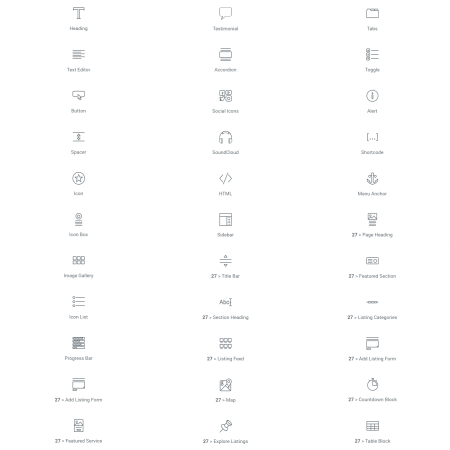 Heading
Testimonial
Tabs
Text Editor
Accordion
Toggle
Button
Social Icons
Alert
Spacer
SoundCloud
[...]
Shortcode
Icon
HTML
Menu Anchor
Icon Box
Sidebar
27 > Page Heading
Image Gallery
27 > Title Bar
27 > Featured Section
Icon List
Abc
27 > Section Heading
27 > Listing Categories
Progress Bar
27 > Listing Feed
27 > Add Listing Form
27 > Add Listing Form
27 > Map
27 > Countdown Block
27 > Featured Service
27 > Explore Listings
27 > Table Block